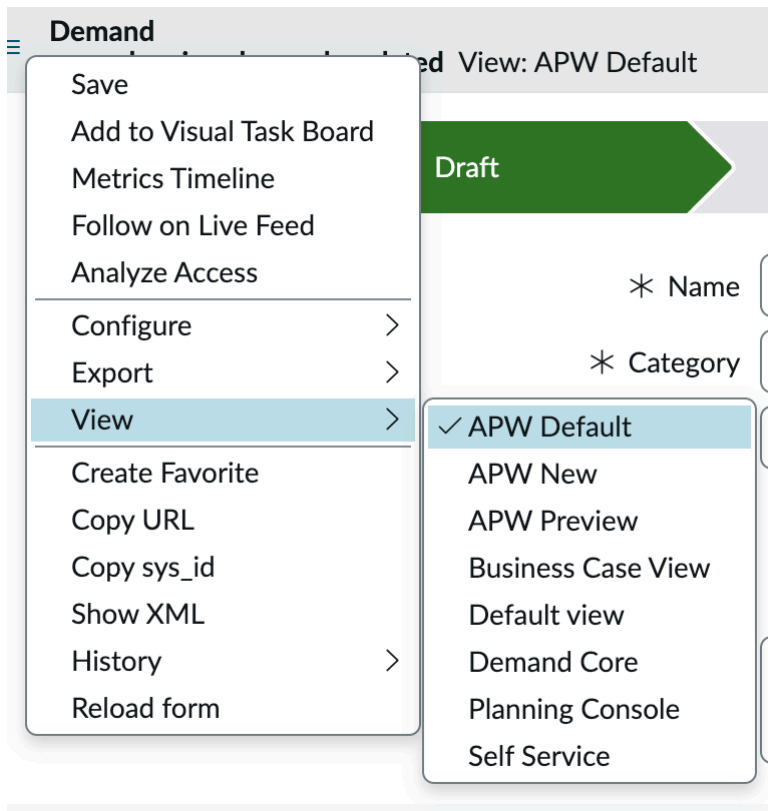 Demand
ed View: APW Default
Save
Add to Visual Task Board
Metrics Timeline
Follow on Live Feed
Analyze Access
Configure
Export
View
Create Favorite
Copy URL
Copy sys_id
Show XML
History
Reload form
Draft
* Name
* Category
✓ APW Default
APW New
APW Preview
Business Case View
Default view
Demand Core
Planning Console
Self Service